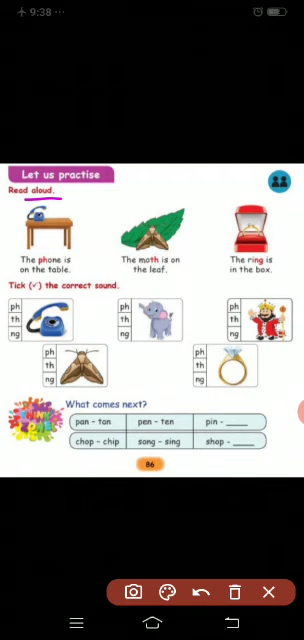 9:38 ...
Let us practise
Read aloud.
The phone is
on the table.
The moth is on
the leaf.
The ring is
in the box.
Tick (✓) the correct sound.
ph
th
ng
ph
th
ng
ph
th
ng
ph
th
ng
ph
th
ng
THINK ZONE
What comes next?
pan - tan
pen - ten
pin - ____
chop - chip
song - sing
shop - ____
86